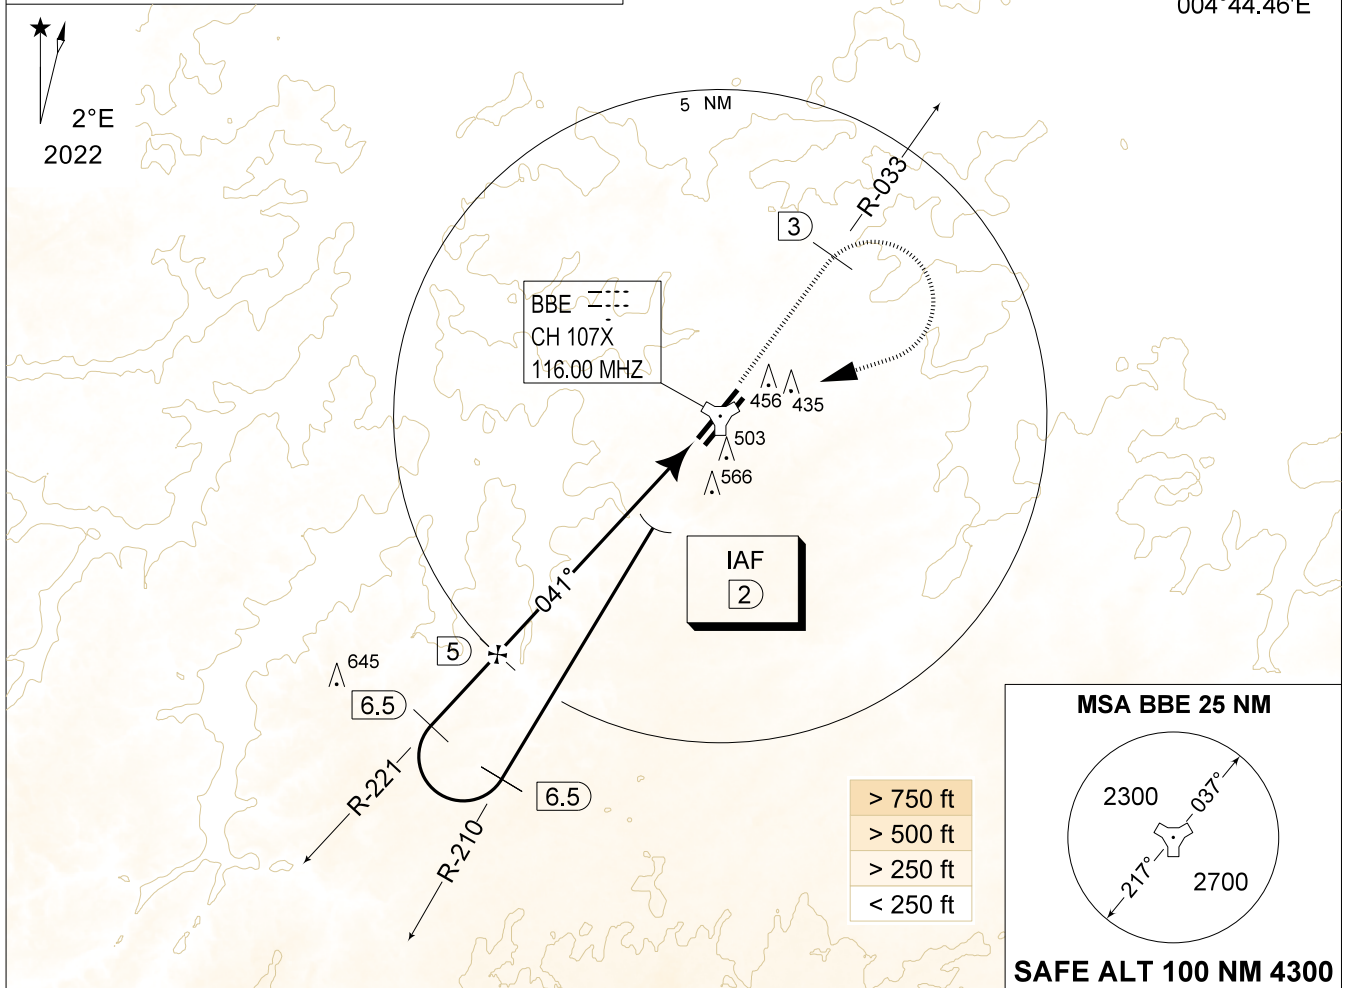 004°44.46'E
2°E
2022
5 NM
R-033
3
BBE
CH 107X
116.00 MHZ
456
435
503
566
IAF
2
041°
5
645
6.5
6.5
R-221
R-210
> 750 ft
> 500 ft
> 250 ft
< 250 ft
MSA BBE 25 NM
2300
037°
217°
2700
SAFE ALT 100 NM 4300